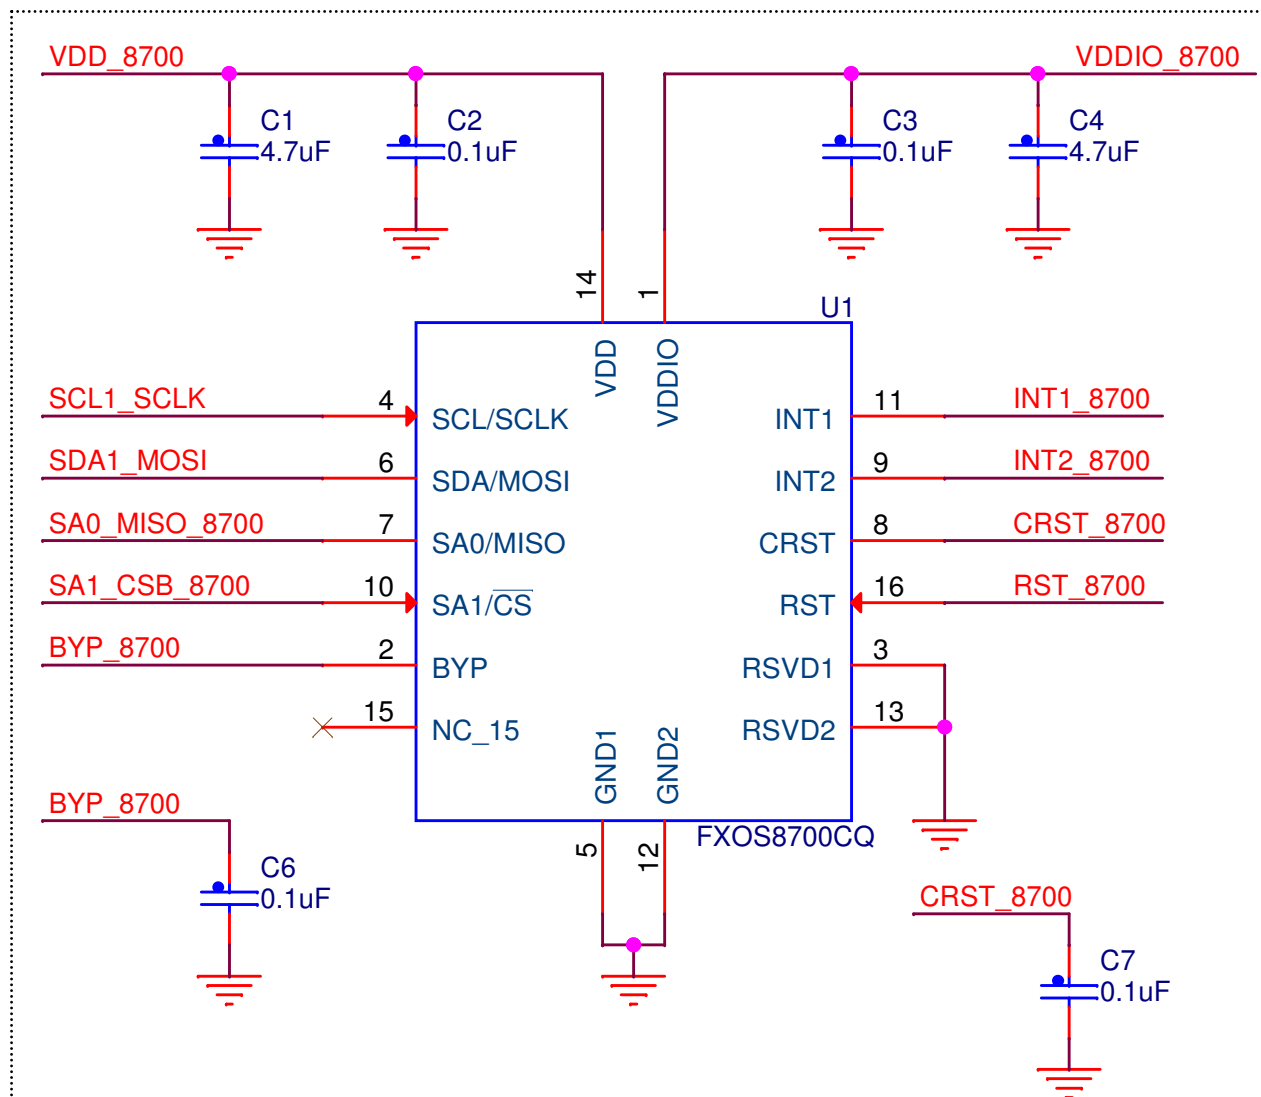 VDD_8700
VDDIO_8700
C1
4.7uF
C2
0.1uF
C3
0.1uF
C4
4.7uF
14
1
U1
VDD
VDDIO
SCL1_SCLK
4
SCL/SCLK
INT1
11
INT1_8700
SDA1_MOSI
6
SDA/MOSI
INT2
9
INT2_8700
SA0_MISO_8700
7
SA0/MISO
CRST
8
CRST_8700
SA1_CSB_8700
10
SA1/C̅S̅
RST
16
RST_8700
BYP_8700
2
BYP
RSVD1
3
15
NC_15
RSVD2
13
GND1
GND2
BYP_8700
5
12
FXOS8700CQ
C6
0.1uF
CRST_8700
C7
0.1uF